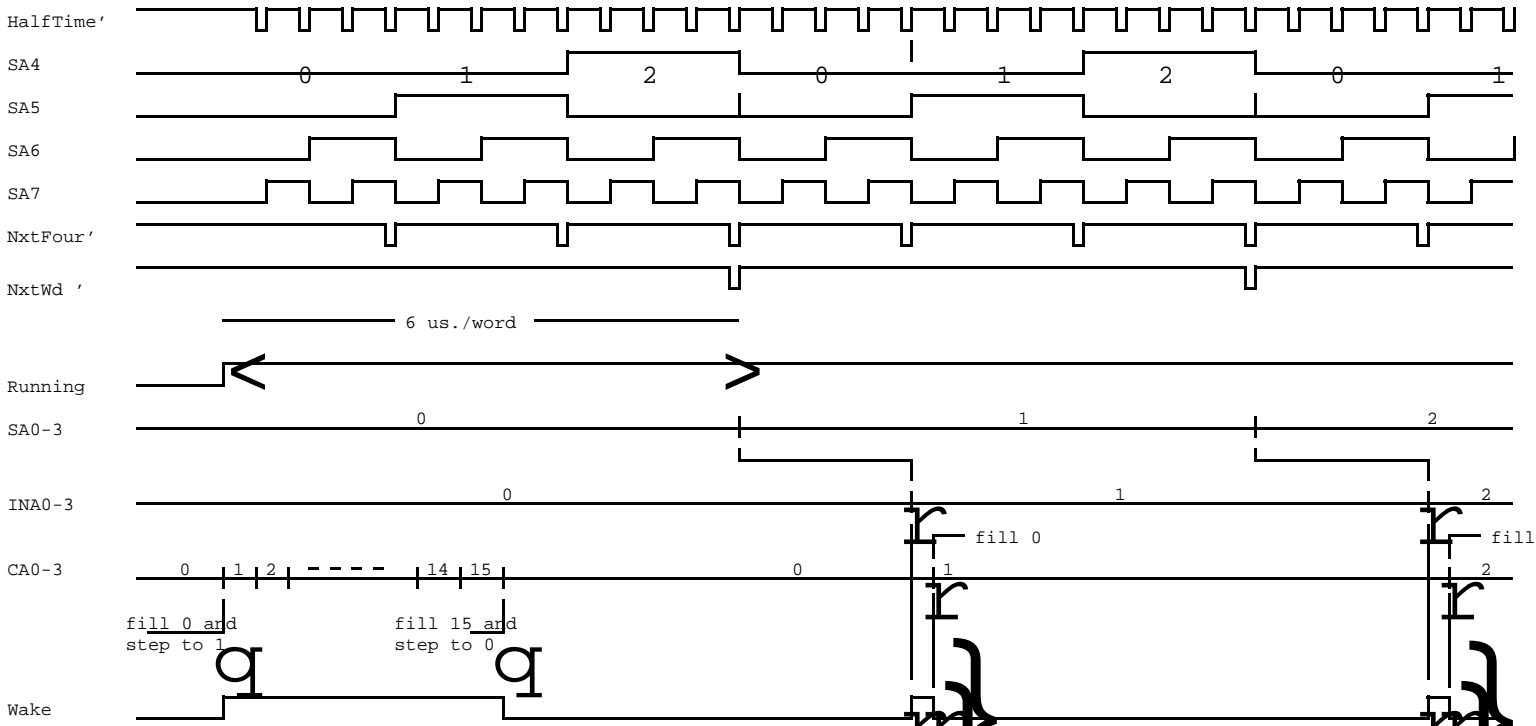 HalfTime′
SA4
0 1 2 0 1 2 0 1
SA5
SA6
SA7
NxtFour′
NxtWd ′
6 us./word
< >
Running
SA0-3
0 1 2
INA0-3
0 1 2
r r
fill 0 fill
CA0-3
0 1 2 14 15 0 1 2
r r
fill 0 and fill 15 and
step to 1 step to 0
q q
} }
Wake